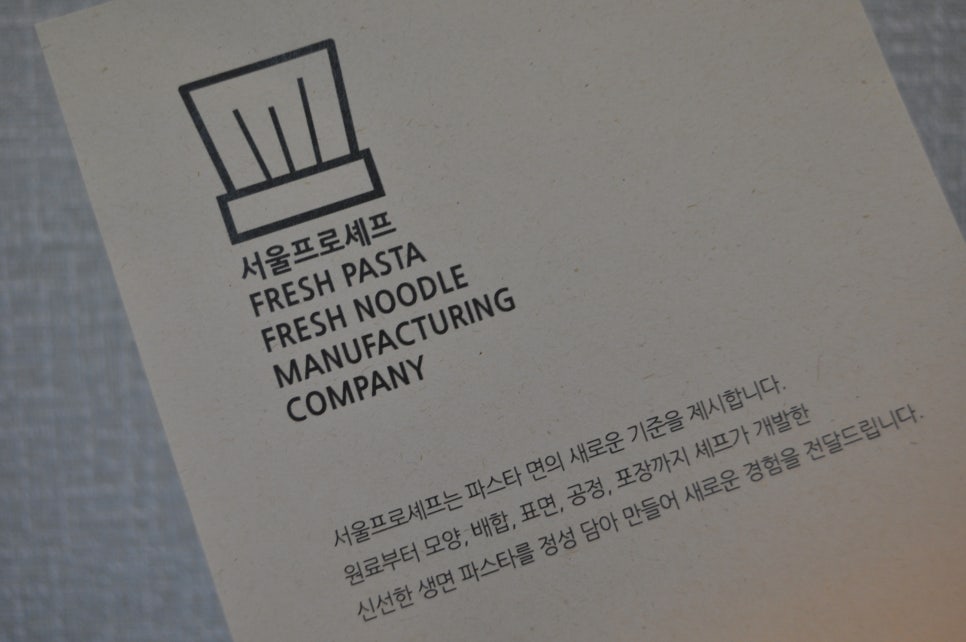 서울프로셰프
FRESH PASTA
FRESH NOODLE
MANUFACTURING
COMPANY
서울프로셰프는 파스타 면의 새로운 기준을 제시합니다.
원료부터 모양, 배합, 표면, 공정, 포장까지 셰프가 개발한
신선한 생면 파스타를 정성 담아 만들어 새로운 경험을 전달드립니다.